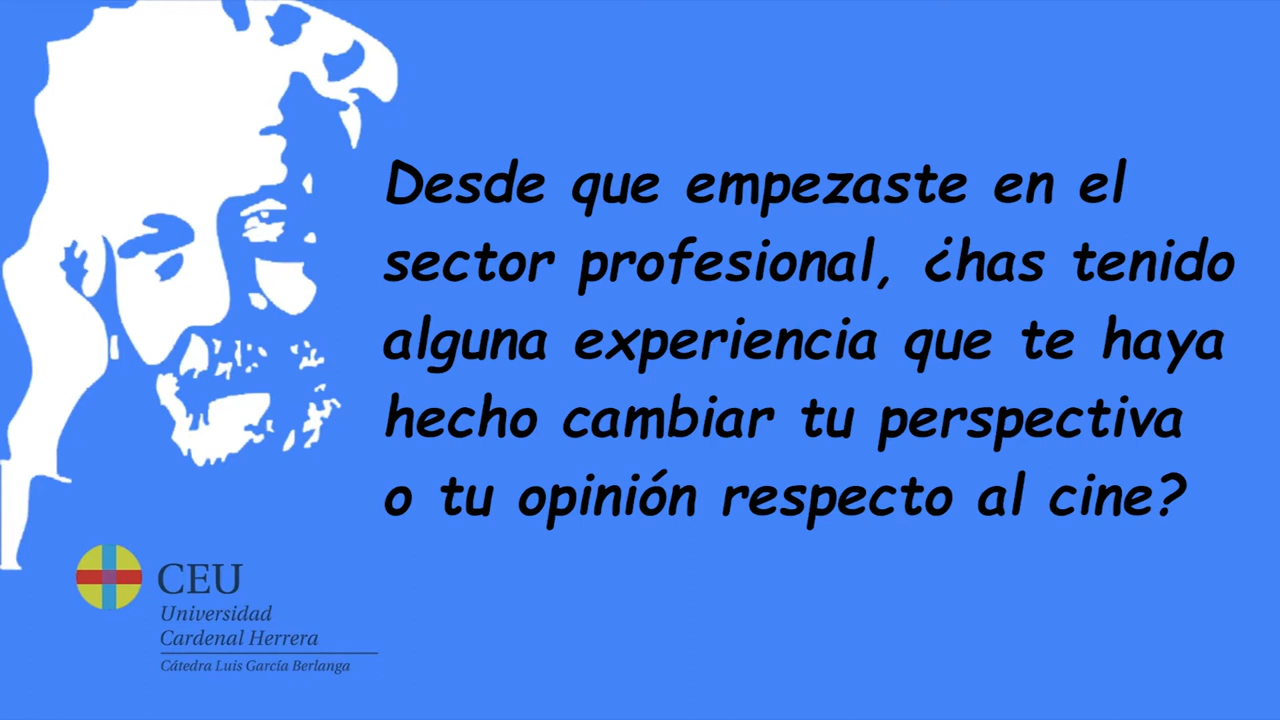 Desde que empezaste en el
sector profesional, ¿has tenido
alguna experiencia que te haya
hecho cambiar tu perspectiva
o tu opinión respecto al cine?
CEU
Universidad
Cardenal Herrera
Cátedra Luis García Berlanga